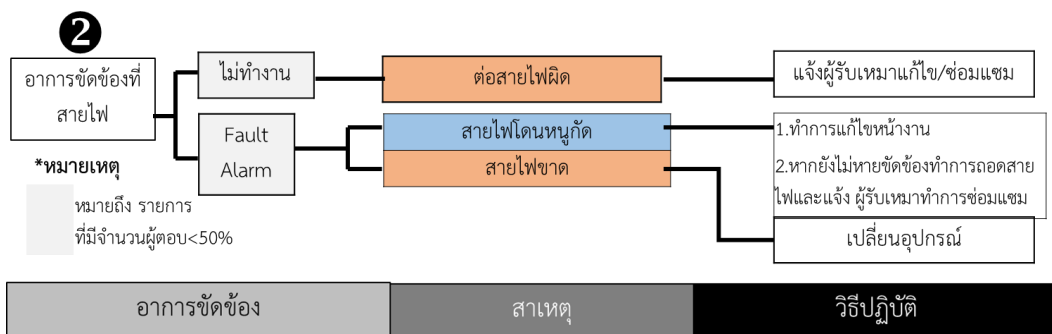 2
อาการขัดข้องที่
สายไฟ
ไม่ทำงาน
ต่อสายไฟผิด
แจ้งผู้รับเหมาแก้ไข/ซ่อมแซม
Fault
Alarm
สายไฟโดนหนูกัด
สายไฟขาด
1.ทำการแก้ไขหน้างาน
2.หากยังไม่หายขัดข้องทำการถอดสาย
ไฟและแจ้ง ผู้รับเหมาทำการซ่อมแซม
เปลี่ยนอุปกรณ์
*หมายเหตุ
หมายถึง รายการ
ที่มีจำนวนผู้ตอบ<50%
อาการขัดข้อง
สาเหตุ
วิธีปฏิบัติ